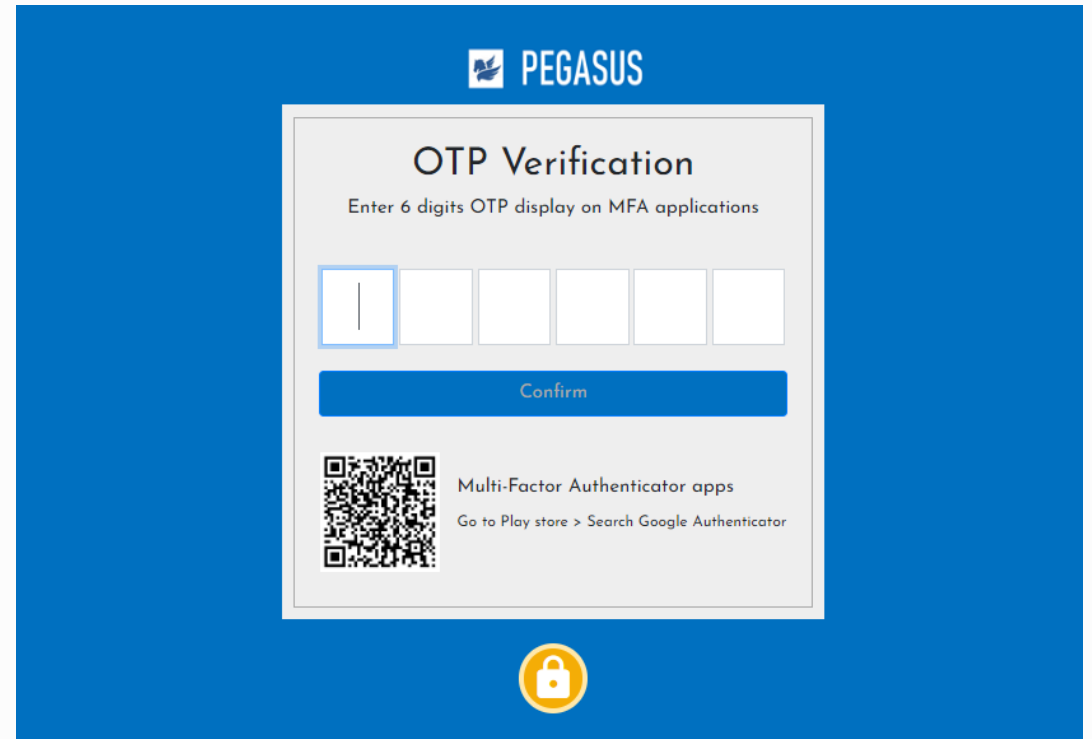 PEGASUS
OTP Verification
Enter 6 digits OTP display on MFA applications
Confirm
Multi-Factor Authenticator apps
Go to Play store > Search Google Authenticator